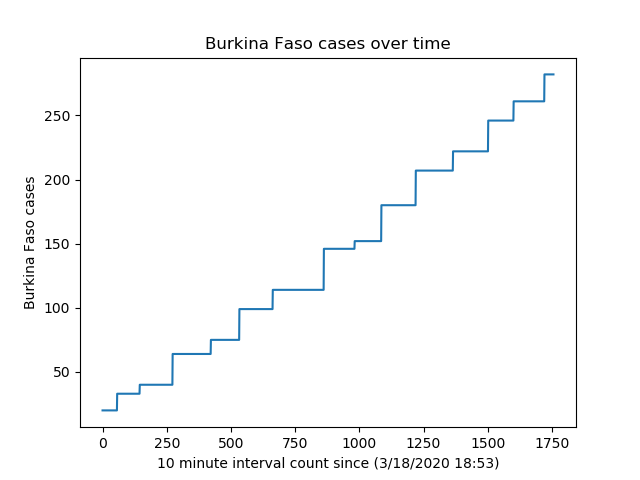 Burkina Faso cases over time
250
200
150
100
50
Burkina Faso cases
0 250 500 750 1000 1250 1500 1750
10 minute interval count since (3/18/2020 18:53)